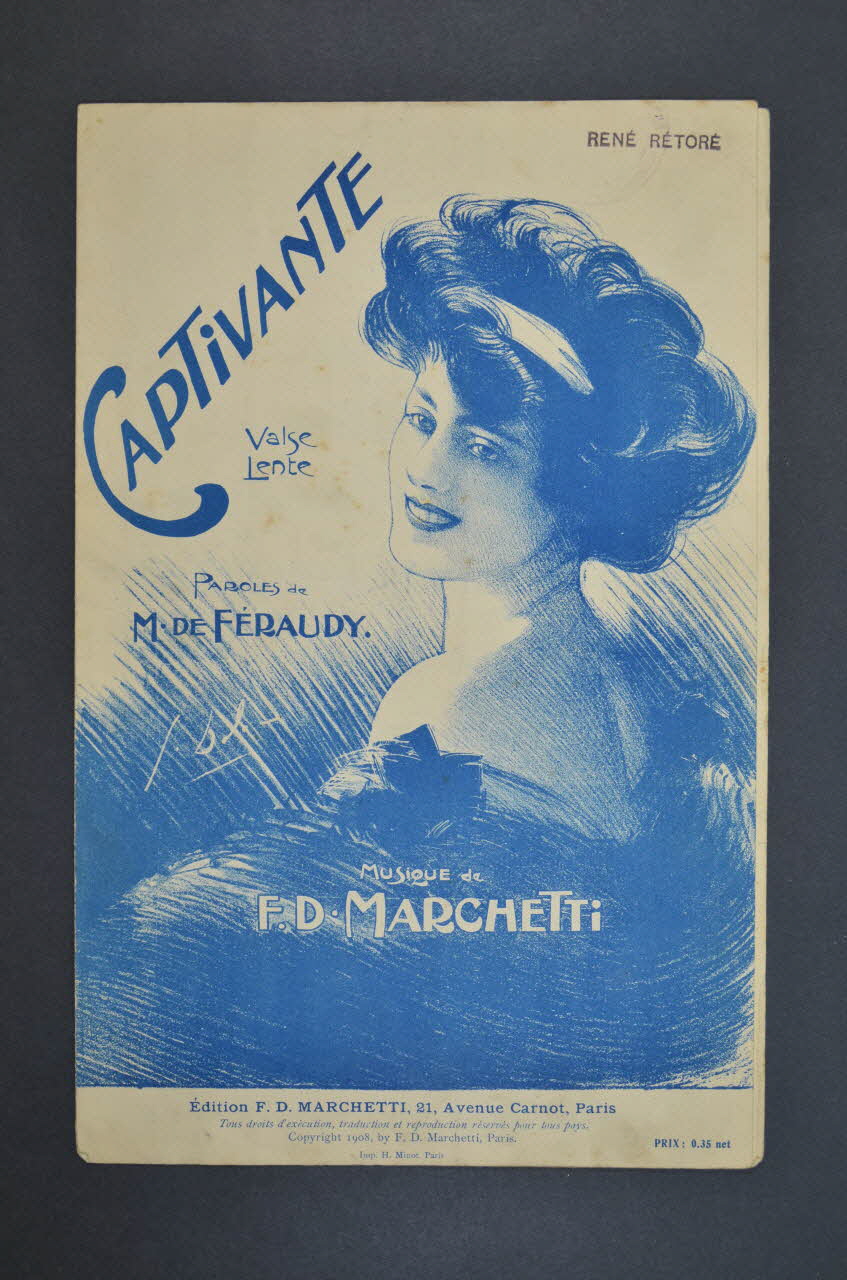 RENÉ RÉTORÉ
CAPTiVANTE
Valse
Lente
PAROLES de
M. DE FÉRAUDY.
MUSiQUE de
F. D. MARCHETTi
Édition F. D. MARCHETTI, 21, Avenue Carnot, Paris
Tous droits d'exécution, traduction et reproduction réservés pour tous pays.
Copyright 1908, by F. D. Marchetti, Paris.
PRIX : 0.35 net
Imp. H. Minot. Paris